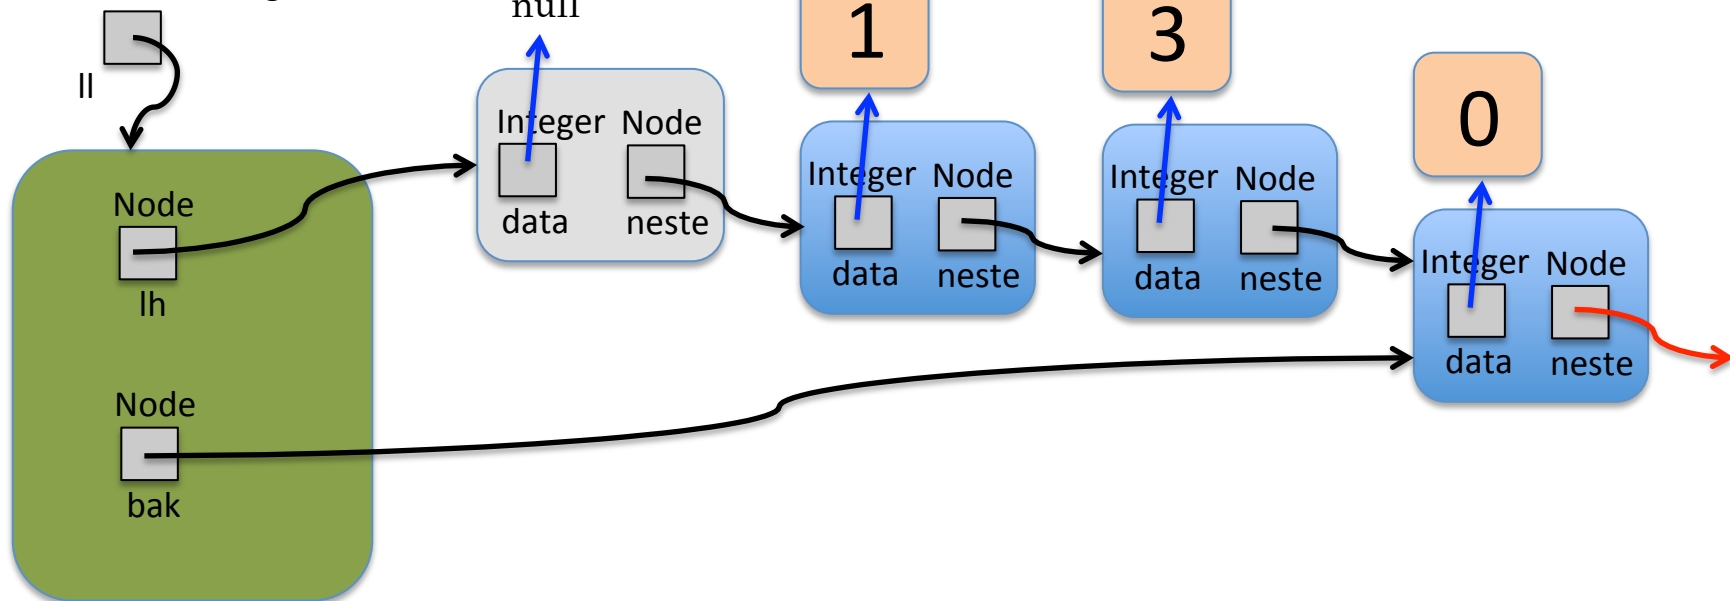 null
ll
Node
lh
Node
bak
Integer Node
data neste
1
Integer Node
data neste
3
Integer Node
data neste
0
Integer Node
data neste